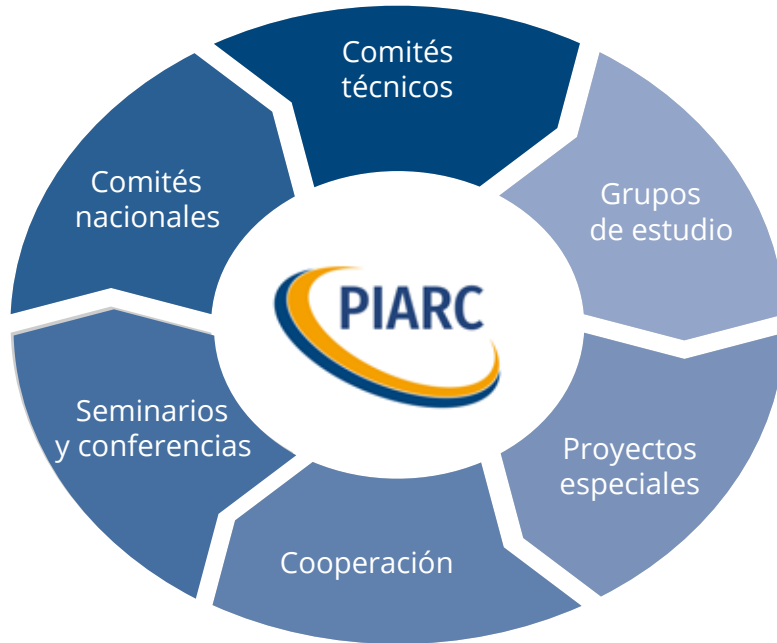 Comités
técnicos
Grupos
de estudio
Proyectos
especiales
Cooperación
Seminarios
y conferencias
Comités
nacionales
PIARC